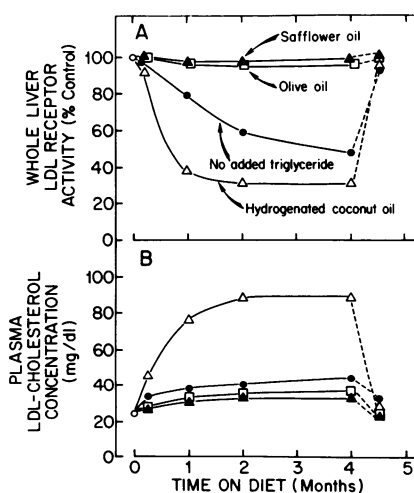 A
WHOLE LIVER
LDL RECEPTOR
ACTIVITY (% Control)
100
80
60
40
20
0
Safflower oil
Olive oil
No added triglyceride
Hydrogenated coconut oil
B
PLASMA
LDL-CHOLESTEROL
CONCENTRATION
(mg/dl)
100
80
60
40
20
0
0 1 2 3 4 5
TIME ON DIET (Months)